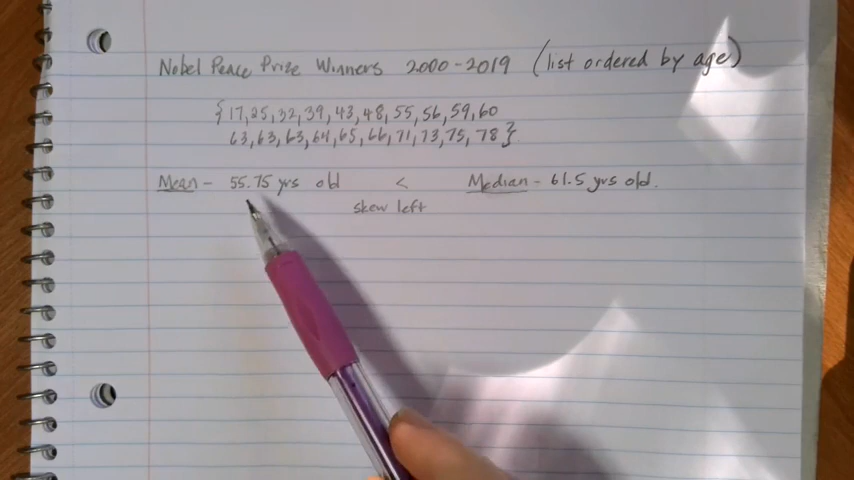 Nobel Peace Prize Winners 2000-2019 (list ordered by age)
{17,25,32,39,43,48,55,56,59,60
63,63,63,64,65,66,71,73,75,78}
Mean - 55.75 yrs old < Median - 61.5 yrs old.
skew left